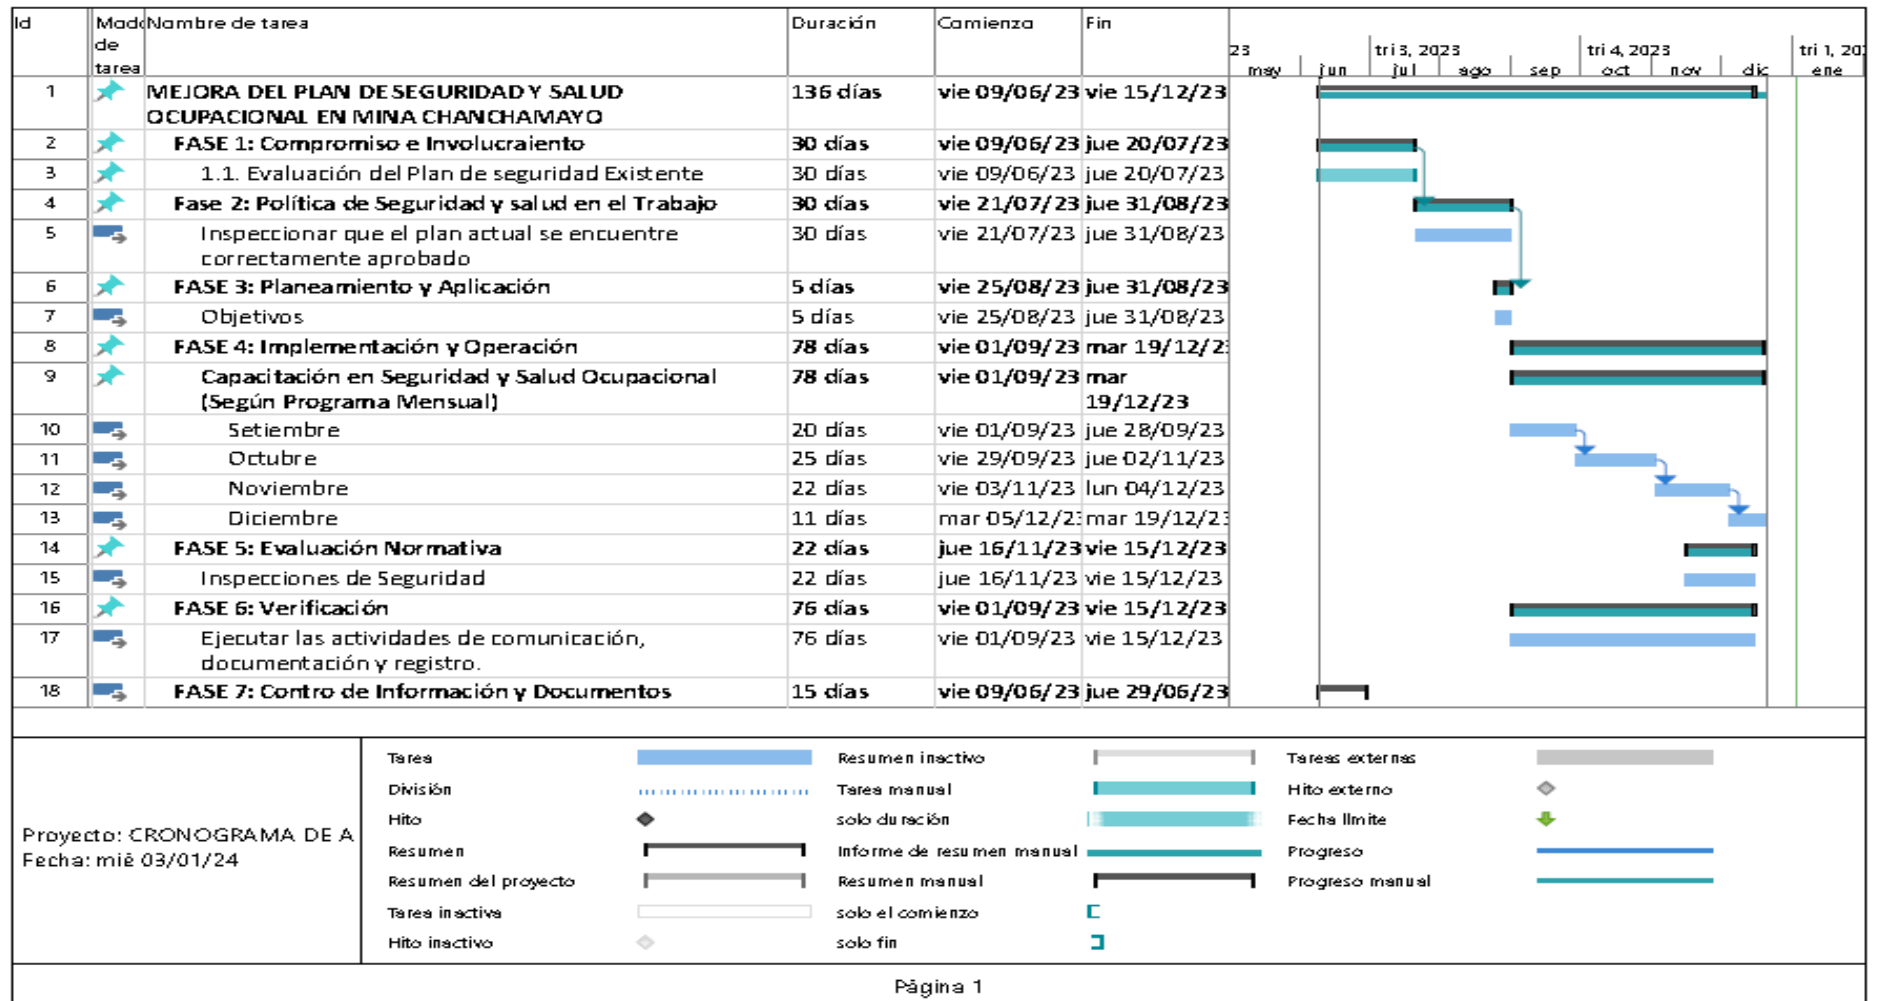 Id Modo Nombre de tarea Duración Comienzo Fin
de
tarea
23 tri 3, 2023 tri 4, 2023 tri 1, 20
may jun jul ago sep oct nov dic ene
1 MEJORA DEL PLAN DE SEGURIDAD Y SALUD 136 días vie 09/06/23 vie 15/12/23
OCUPACIONAL EN MINA CHANCHAMAYO
2 FASE 1: Compromiso e Involucraiento 30 días vie 09/06/23 jue 20/07/23
3 1.1. Evaluación del Plan de seguridad Existente 30 días vie 09/06/23 jue 20/07/23
4 Fase 2: Política de Seguridad y salud en el Trabajo 30 días vie 21/07/23 jue 31/08/23
5 Inspeccionar que el plan actual se encuentre 30 días vie 21/07/23 jue 31/08/23
correctamente aprobado
6 FASE 3: Planeamiento y Aplicación 5 días vie 25/08/23 jue 31/08/23
7 Objetivos 5 días vie 25/08/23 jue 31/08/23
8 FASE 4: Implementación y Operación 78 días vie 01/09/23 mar 19/12/2
9 Capacitación en Seguridad y Salud Ocupacional 78 días vie 01/09/23 mar
(Según Programa Mensual) 19/12/23
10 Setiembre 20 días vie 01/09/23 jue 28/09/23
11 Octubre 25 días vie 29/09/23 jue 02/11/23
12 Noviembre 22 días vie 03/11/23 lun 04/12/23
13 Diciembre 11 días mar 05/12/2 mar 19/12/2
14 FASE 5: Evaluación Normativa 22 días jue 16/11/23 vie 15/12/23
15 Inspecciones de Seguridad 22 días jue 16/11/23 vie 15/12/23
16 FASE 6: Verificación 76 días vie 01/09/23 vie 15/12/23
17 Ejecutar las actividades de comunicación, 76 días vie 01/09/23 vie 15/12/23
documentación y registro.
18 FASE 7: Contro de Información y Documentos 15 días vie 09/06/23 jue 29/06/23
Proyecto: CRONOGRAMA DE A
Fecha: mié 03/01/24
Tarea Resumen inactivo Tareas externas
División Tarea manual Hito externo
Hito solo duración Fecha límite
Resumen Informe de resumen manual Progreso
Resumen del proyecto Resumen manual Progreso manual
Tarea inactiva solo el comienzo
Hito inactivo solo fin
Página 1